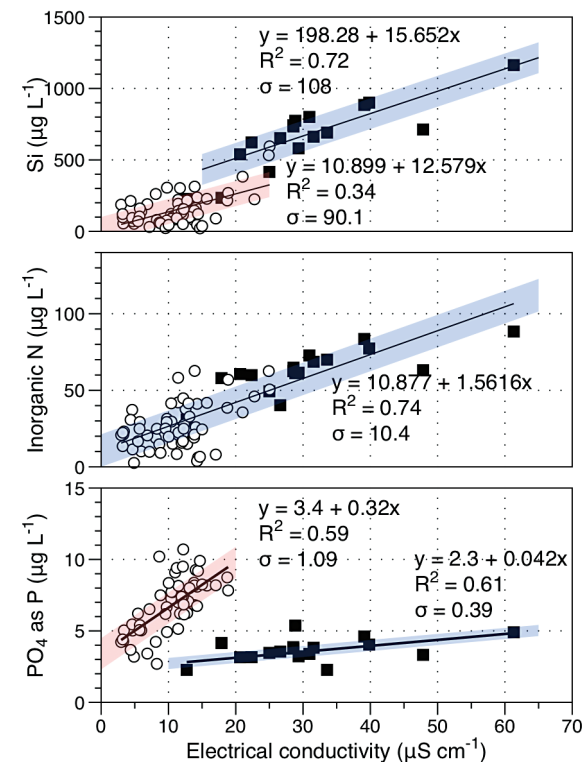 1500
1000
500
0
Si (µg L⁻¹)
y = 198.28 + 15.652x
R² = 0.72
σ = 108
y = 10.899 + 12.579x
R² = 0.34
σ = 90.1
100
50
0
Inorganic N (µg L⁻¹)
y = 10.877 + 1.5616x
R² = 0.74
σ = 10.4
15
10
5
0
PO₄ as P (µg L⁻¹)
y = 3.4 + 0.32x
R² = 0.59
σ = 1.09
y = 2.3 + 0.042x
R² = 0.61
σ = 0.39
0 10 20 30 40 50 60 70
Electrical conductivity (µS cm⁻¹)